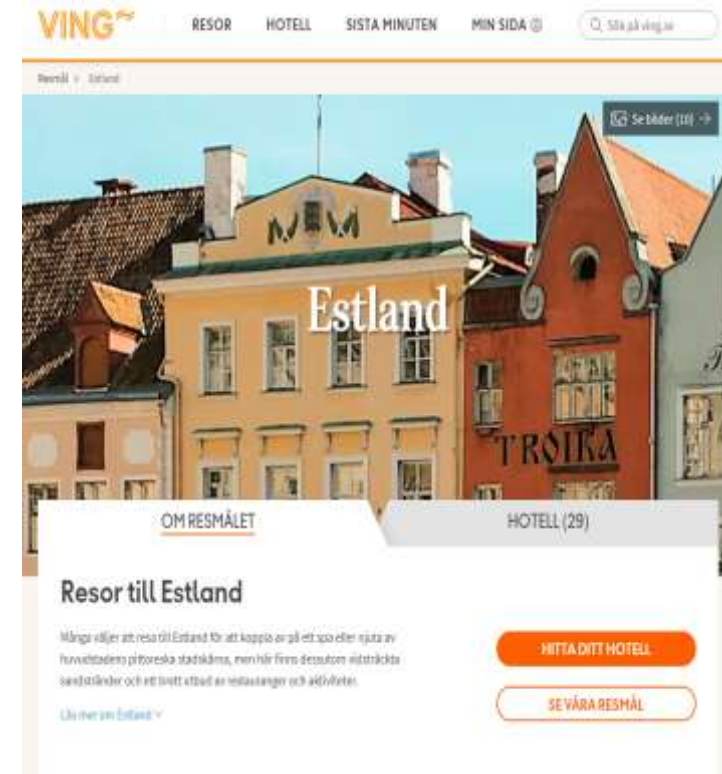 VING
RESOR HOTELL SISTA MINUTEN MIN SIDA Sök på ving.se
Resmål > Estland
Se bilder (10) →
Estland
TROIKA
OM RESMÅLET HOTELL (29)
Resor till Estland
Många väljer att resa till Estland för att koppla av på ett spa eller njuta av
huvudstadens pittoreska stadskärna, men här finns dessutom vidsträckta
sandstränder och ett brett utbud av restauranger och aktiviteter.
Läs mer om Estland
HITTA DITT HOTELL
SE VÅRA RESMÅL